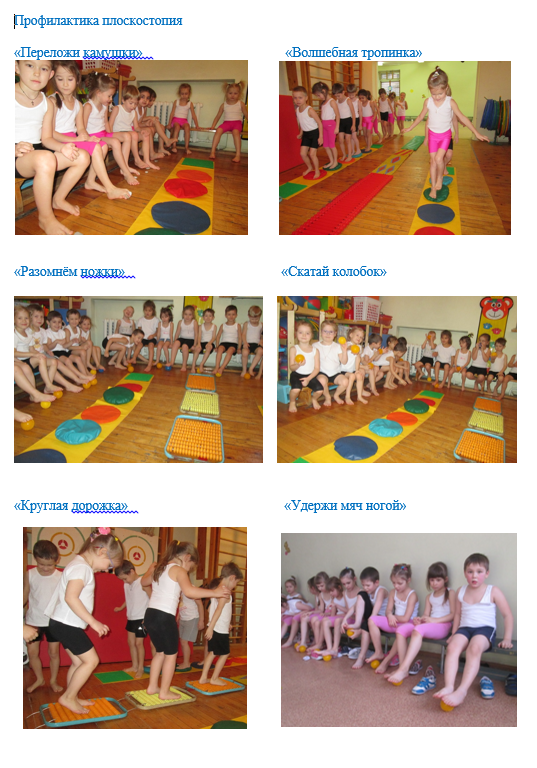 Профилактика плоскостопия
«Переложи камушки»
«Волшебная тропинка»
«Разомнём ножки»
«Скатай колобок»
«Круглая дорожка»
«Удержи мяч ногой»